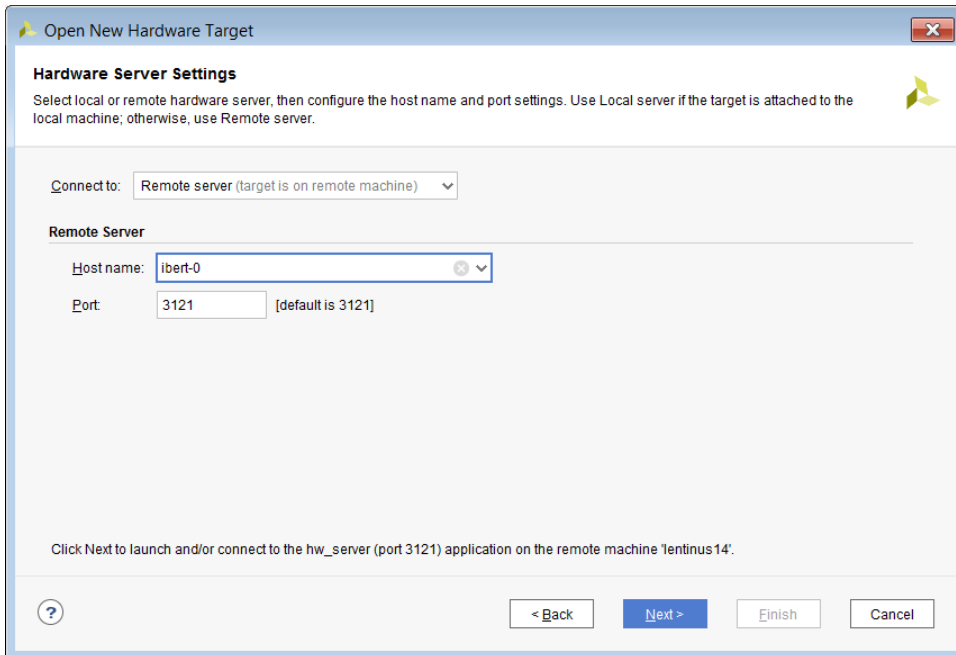 Open New Hardware Target
Hardware Server Settings
Select local or remote hardware server, then configure the host name and port settings. Use Local server if the target is attached to the
local machine; otherwise, use Remote server.
Connect to: Remote server (target is on remote machine)
Remote Server
Host name: ibert-0
Port: 3121 [default is 3121]
Click Next to launch and/or connect to the hw_server (port 3121) application on the remote machine 'lentinus14'.
? < Back Next > Finish Cancel